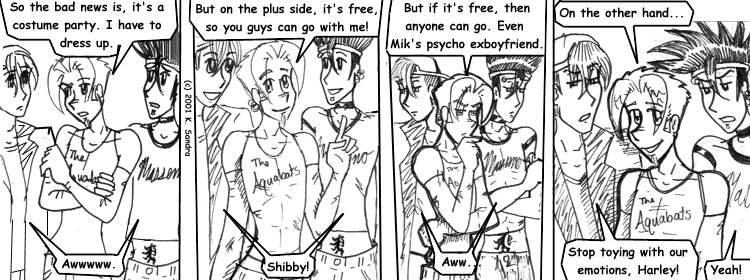 So the bad news is, it's a
costume party. I have to
dress up.
The
Aquabats
Awwwww.
(c) 2001 K. Sandra
But on the plus side, it's free,
so you guys can go with me!
The
Aquabats
Shibby!
But if it's free, then
anyone can go. Even
Mik's psycho exboyfriend.
Aww..
On the other hand...
The
Aquabats
Stop toying with our
emotions, Harley!
Yeah!